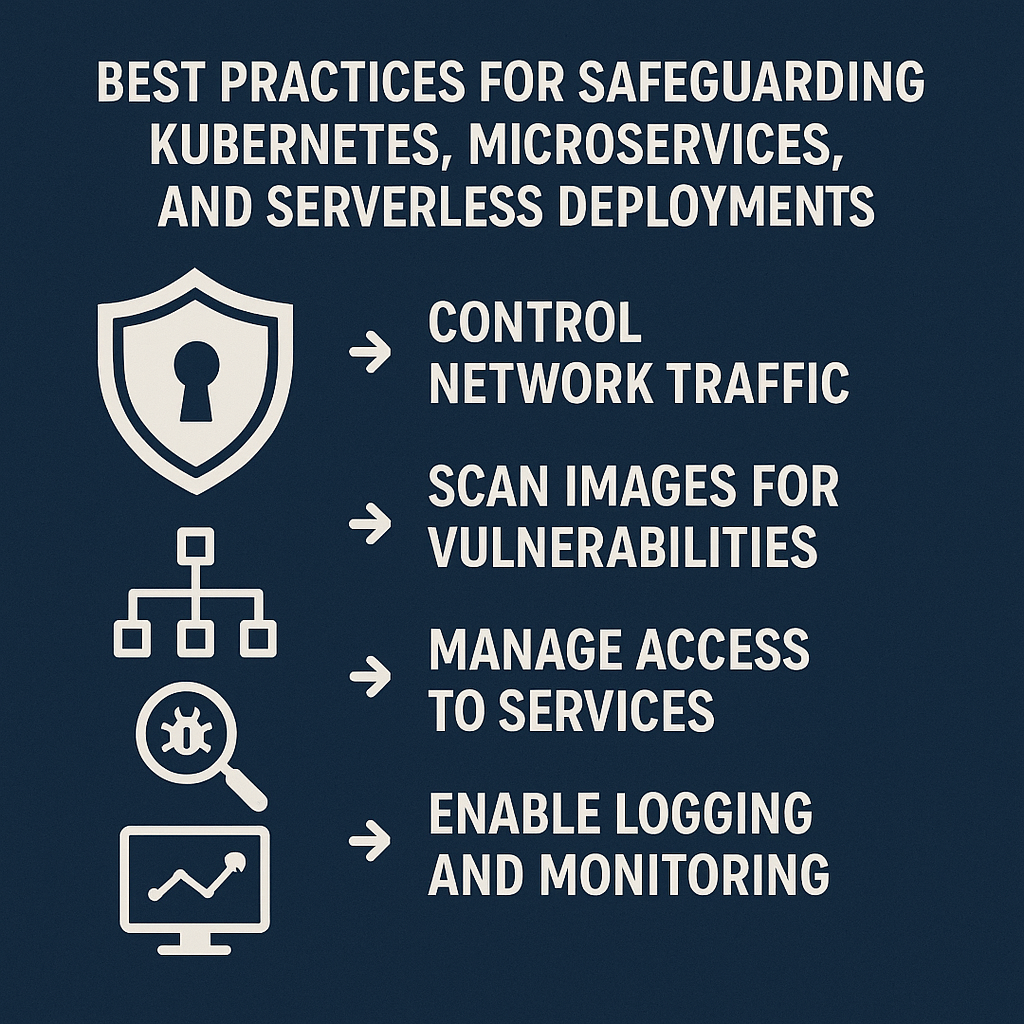 BEST PRACTICES FOR SAFEGUARDING
KUBERNETES, MICROSERVICES,
AND SERVERLESS DEPLOYMENTS
CONTROL
NETWORK TRAFFIC
SCAN IMAGES FOR
VULNERABILITIES
MANAGE ACCESS
TO SERVICES
ENABLE LOGGING
AND MONITORING